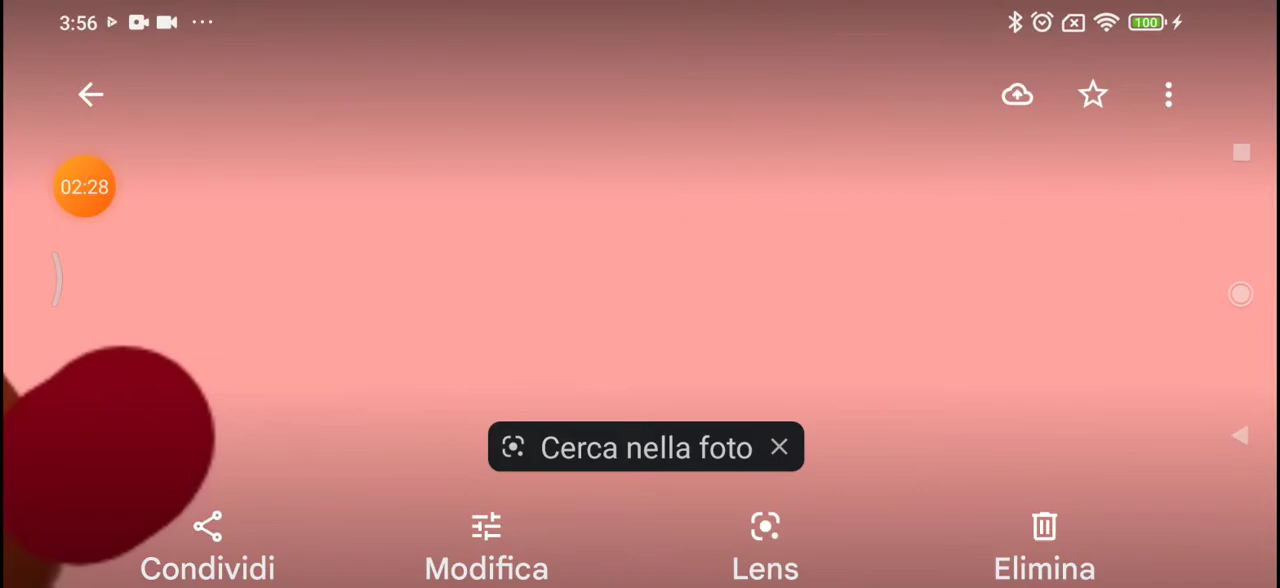 3:56
100
02:28
Cerca nella foto
Condividi
Modifica
Lens
Elimina